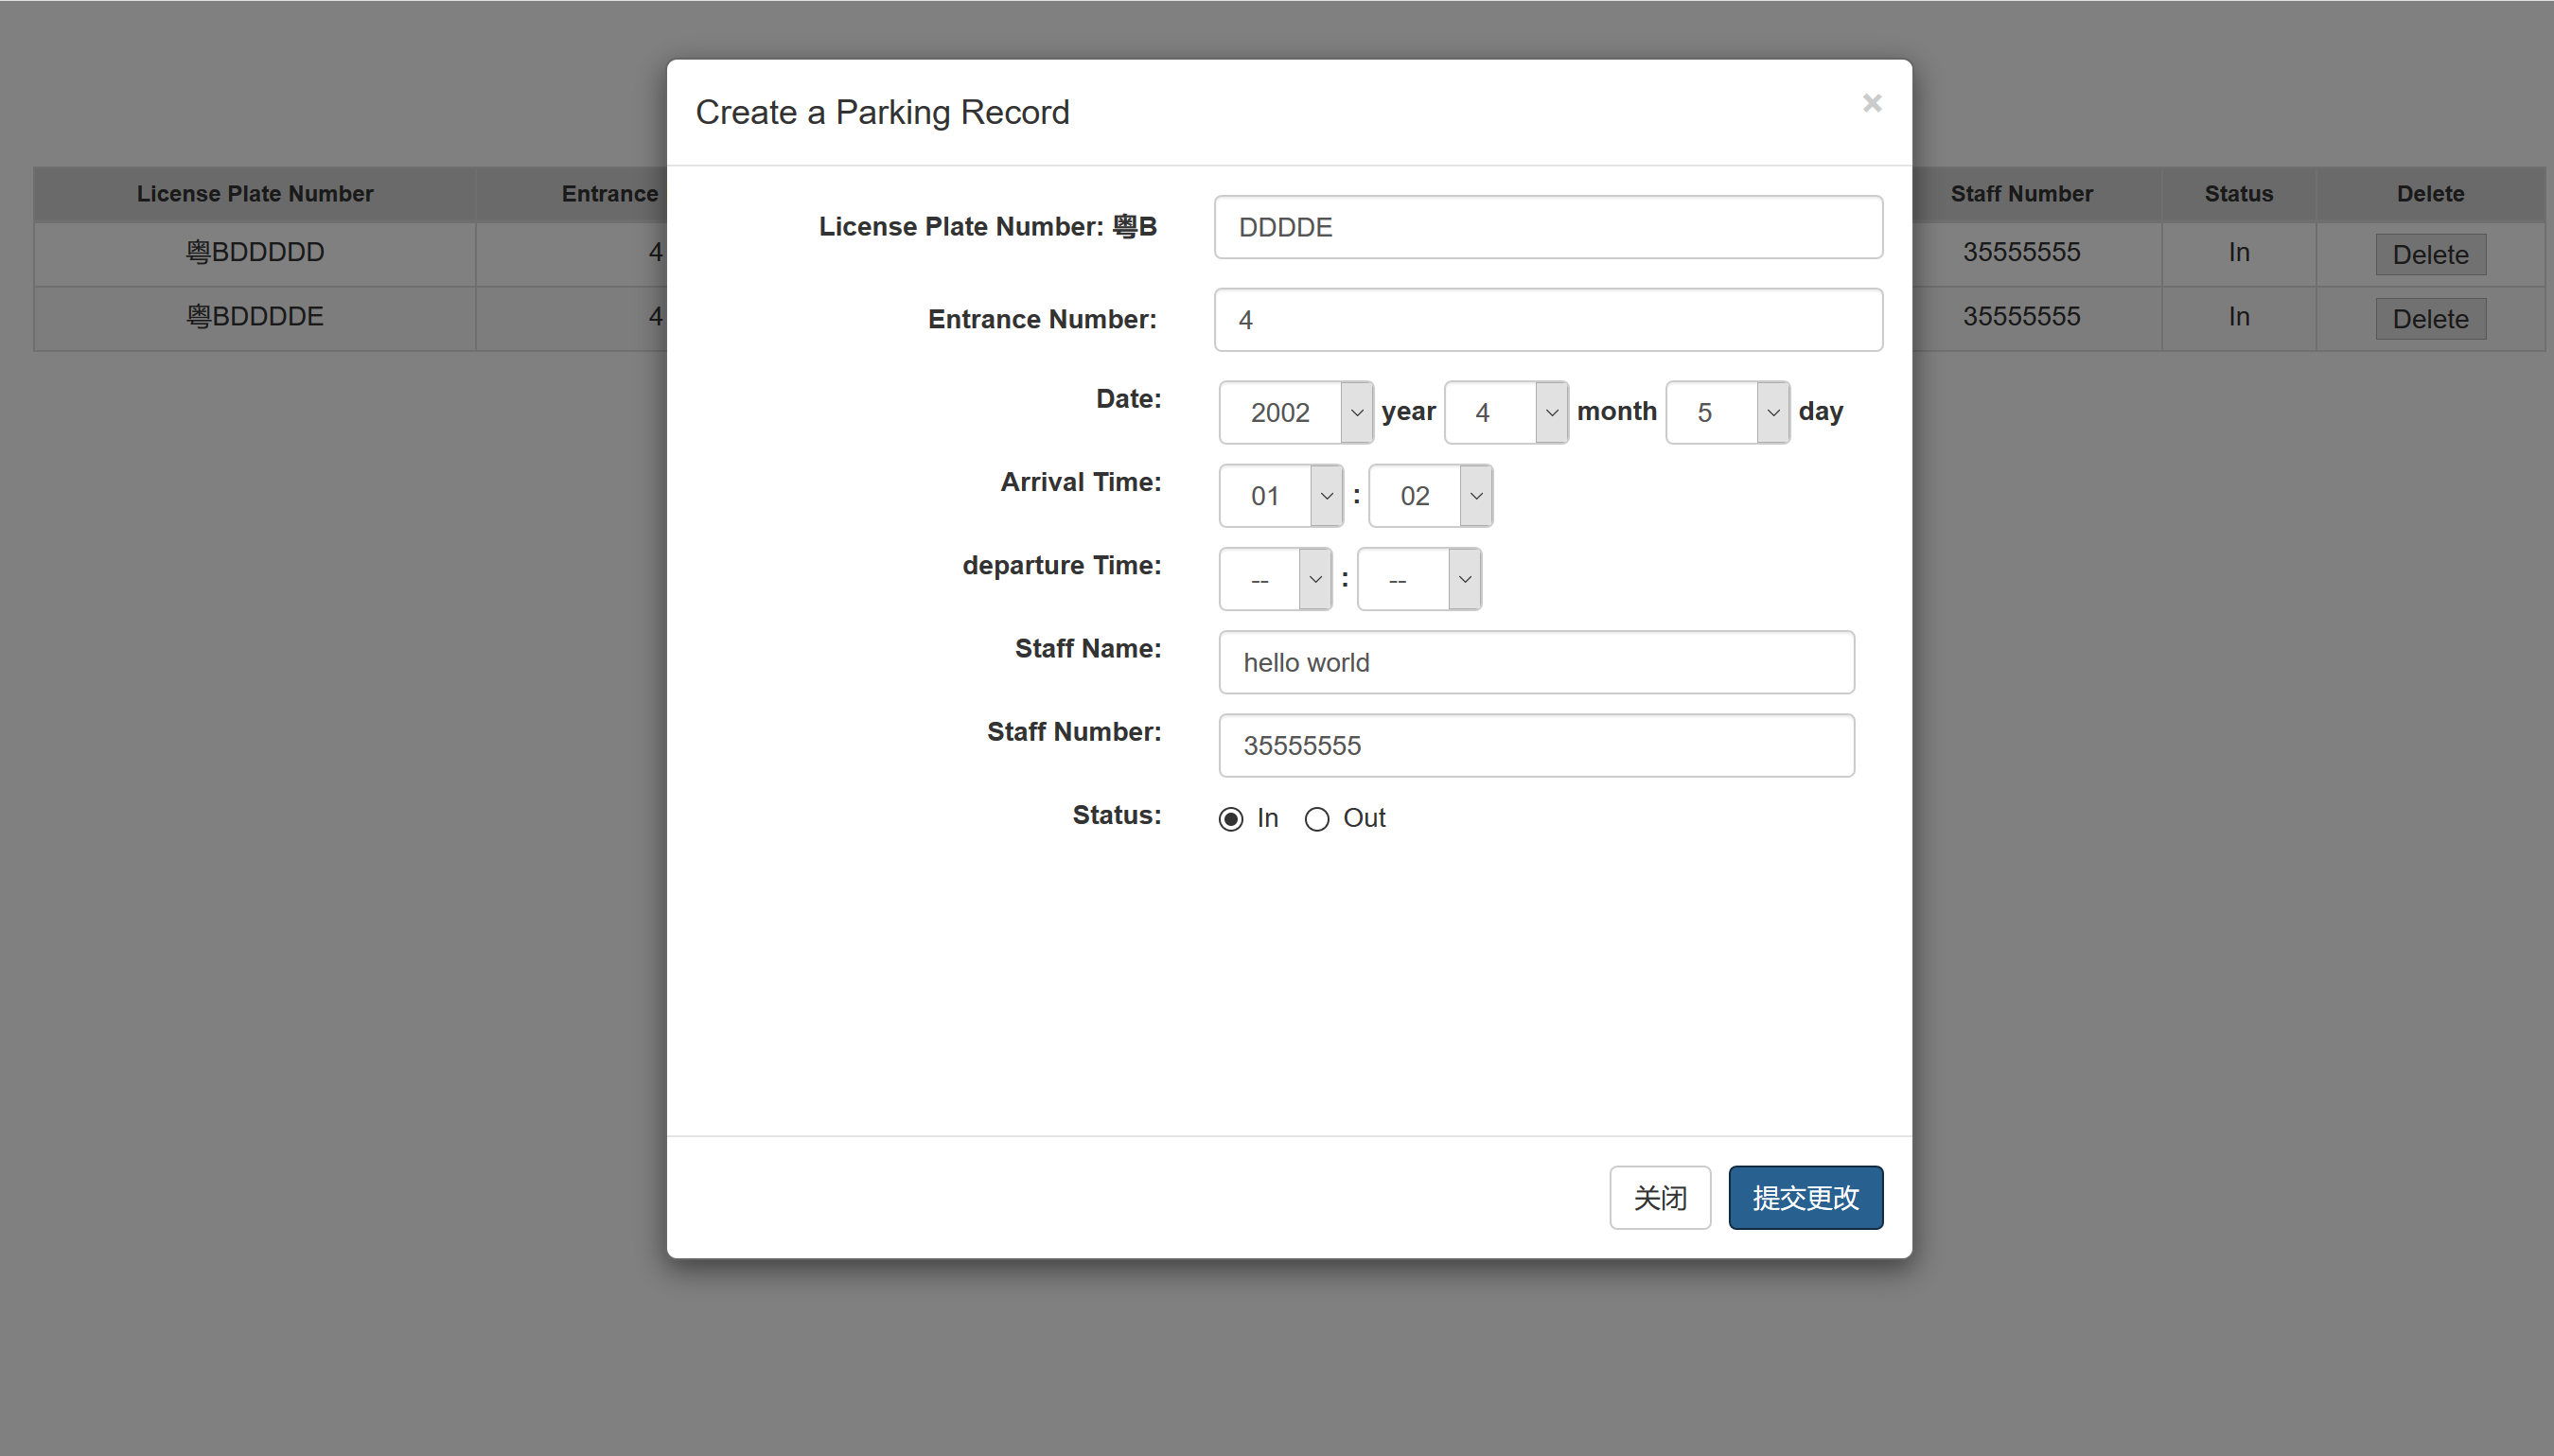 Create a Parking Record
×
License Plate Number Entrance Staff Number Status Delete
粤BDDDDD 4 35555555 In Delete
粤BDDDDE 4 35555555 In Delete
License Plate Number: 粤B DDDDE
Entrance Number: 4
Date: 2002 year 4 month 5 day
Arrival Time: 01 : 02
departure Time: -- : --
Staff Name: hello world
Staff Number: 35555555
Status: In Out
关闭 提交更改